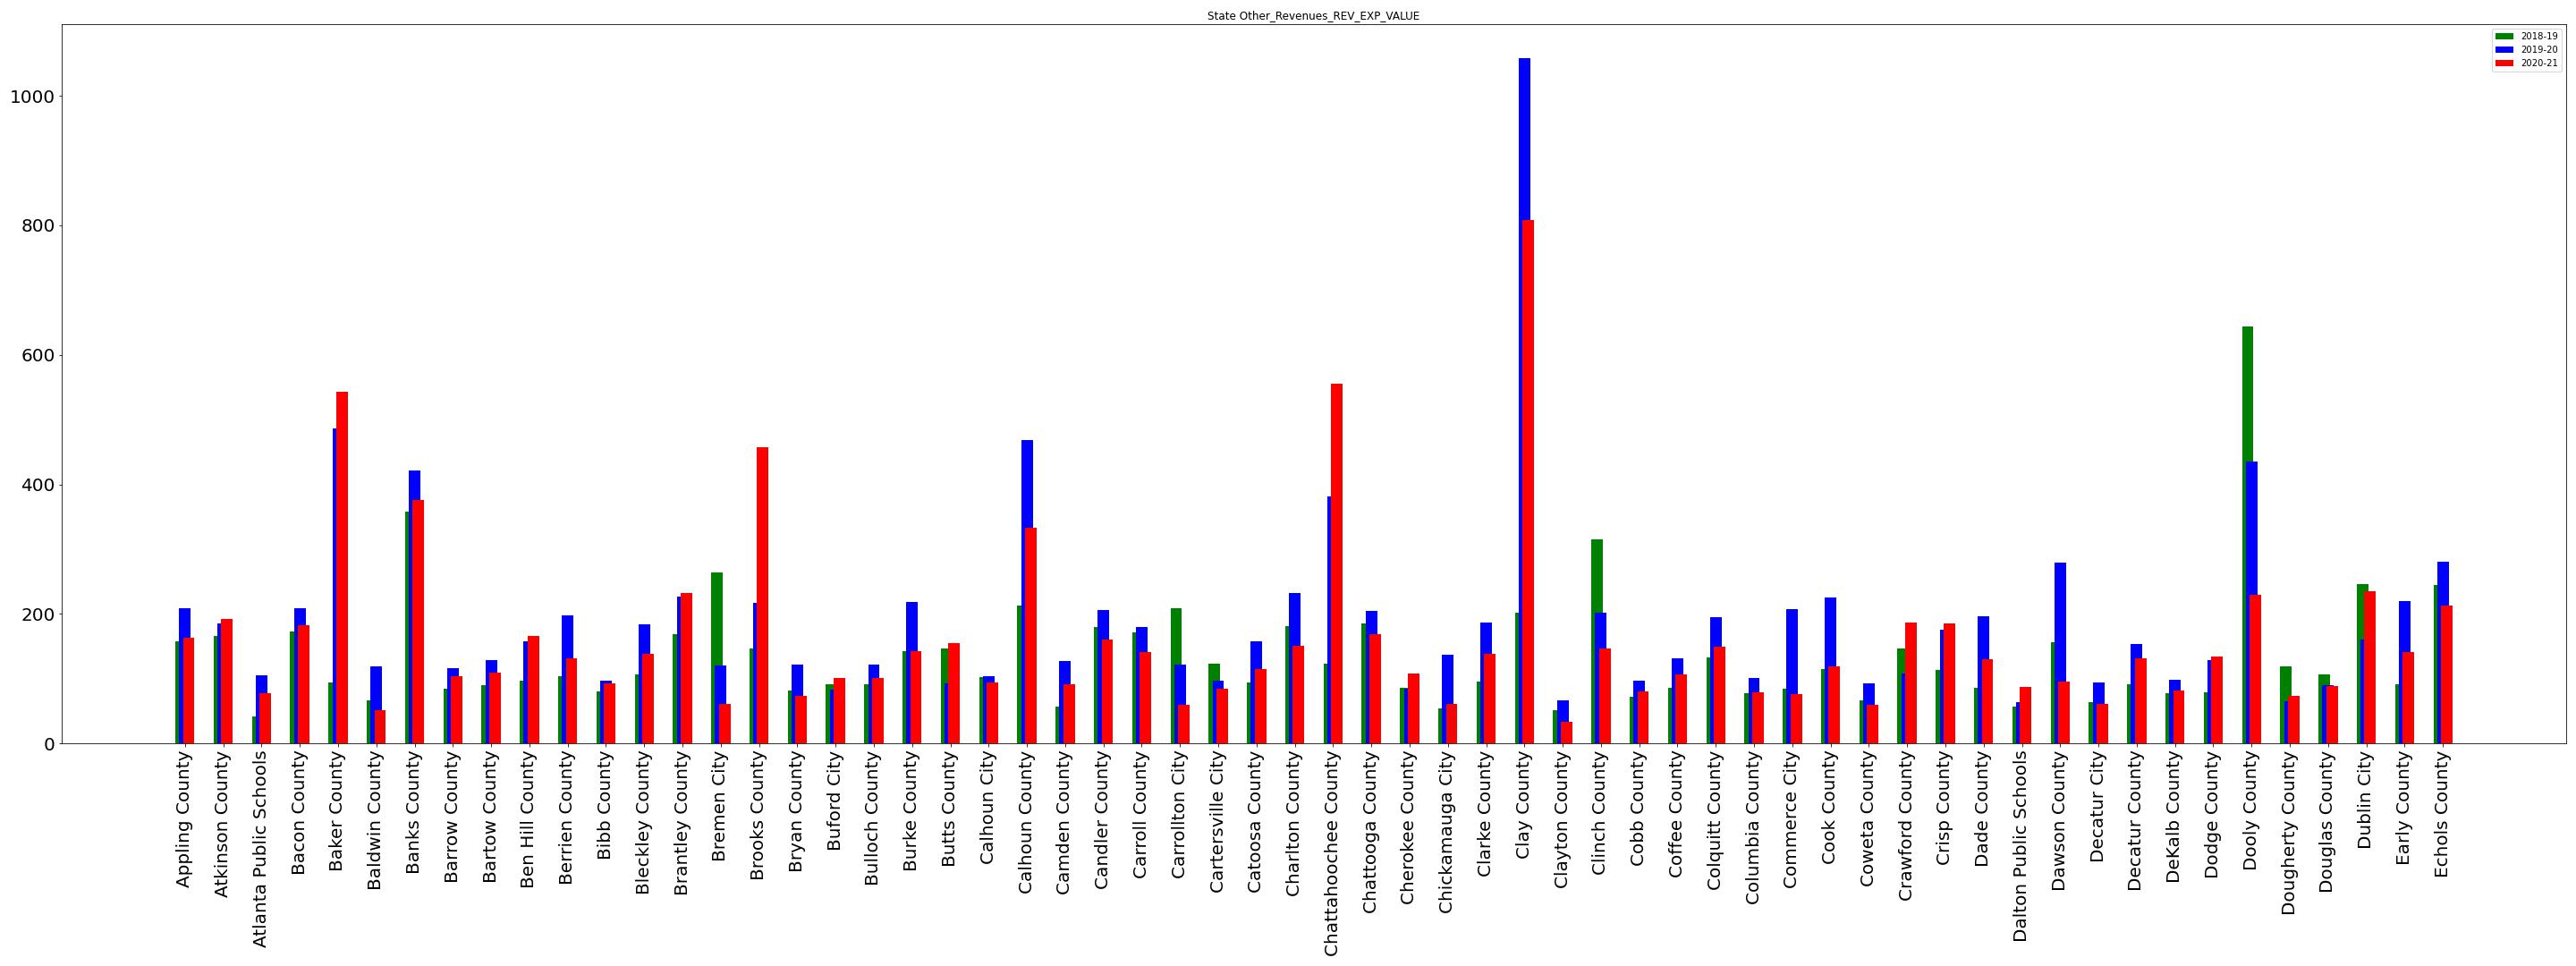 State Other_Revenues_REV_EXP_VALUE
2018-19
2019-20
2020-21
1000
800
600
400
200
0
Appling County
Atkinson County
Atlanta Public Schools
Bacon County
Baker County
Baldwin County
Banks County
Barrow County
Bartow County
Ben Hill County
Berrien County
Bibb County
Bleckley County
Brantley County
Bremen City
Brooks County
Bryan County
Buford City
Bulloch County
Burke County
Butts County
Calhoun City
Calhoun County
Camden County
Candler County
Carroll County
Carrollton City
Cartersville City
Catoosa County
Charlton County
Chattahoochee County
Chattooga County
Cherokee County
Chickamauga City
Clarke County
Clay County
Clayton County
Clinch County
Cobb County
Coffee County
Colquitt County
Columbia County
Commerce City
Cook County
Coweta County
Crawford County
Crisp County
Dade County
Dalton Public Schools
Dawson County
Decatur City
Decatur County
DeKalb County
Dodge County
Dooly County
Dougherty County
Douglas County
Dublin City
Early County
Echols County